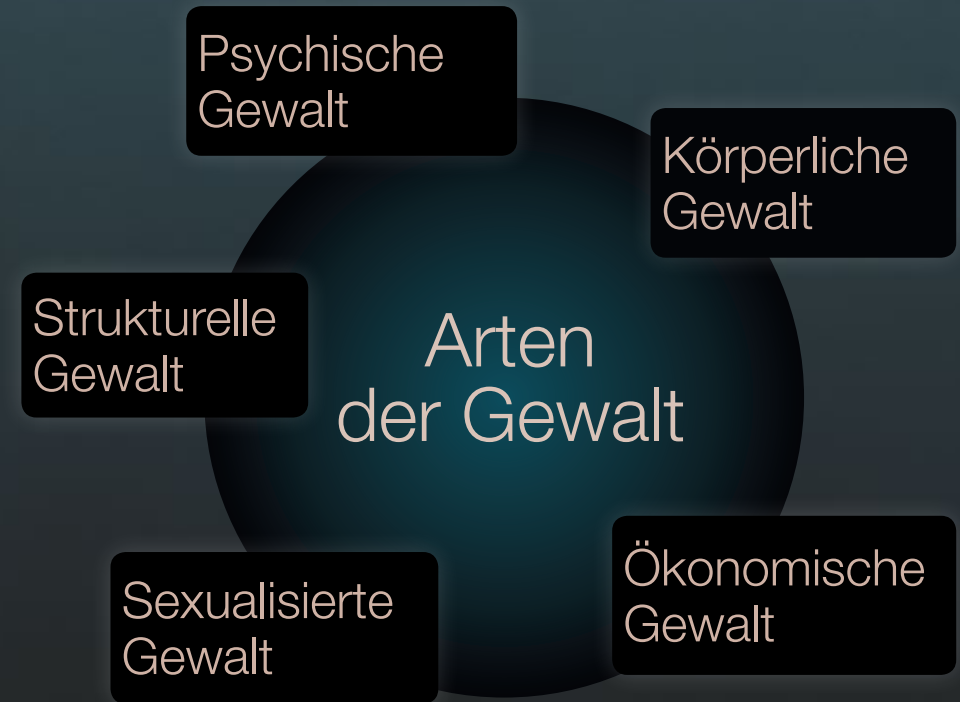 Psychische
Gewalt
Körperliche
Gewalt
Strukturelle
Gewalt
Arten
der Gewalt
Ökonomische
Gewalt
Sexualisierte
Gewalt